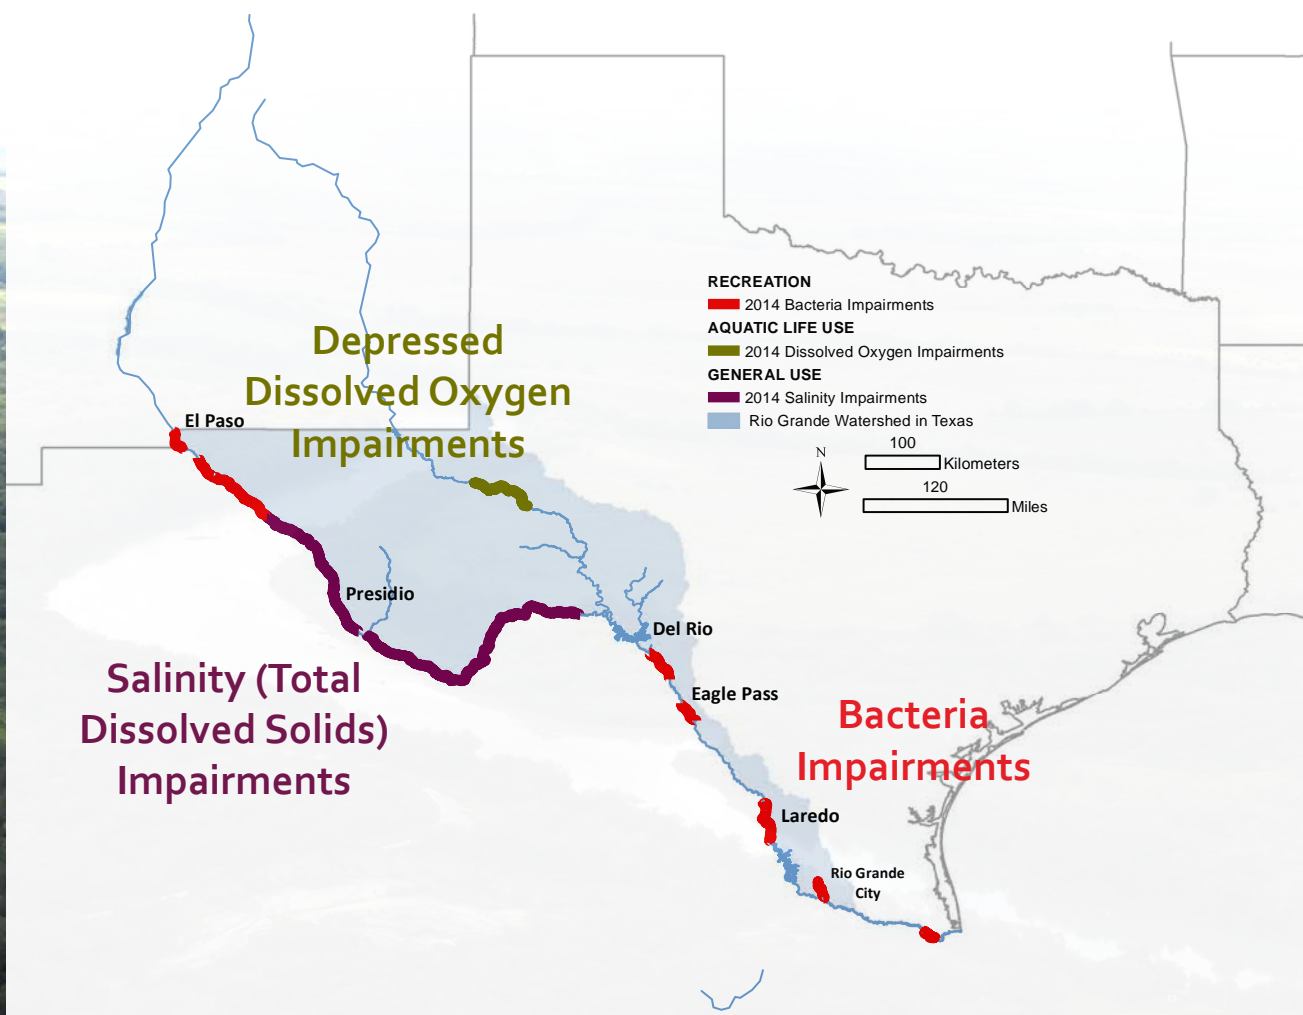 RECREATION
2014 Bacteria Impairments
AQUATIC LIFE USE
2014 Dissolved Oxygen Impairments
GENERAL USE
2014 Salinity Impairments
Rio Grande Watershed in Texas
N
100
Kilometers
120
Miles
Depressed
Dissolved Oxygen
Impairments
El Paso
Presidio
Del Rio
Salinity (Total
Dissolved Solids)
Impairments
Eagle Pass
Bacteria
Impairments
Laredo
Rio Grande
City